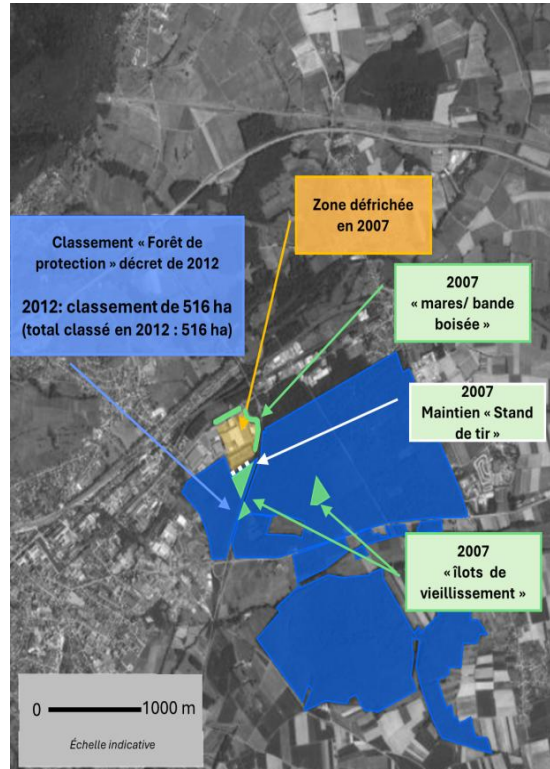 Zone défrichée
en 2007
Classement « Forêt de
protection » décret de 2012
2012: classement de 516 ha
(total classé en 2012 : 516 ha)
2007
« mares/ bande
boisée »
2007
Maintien « Stand
de tir »
2007
« îlots de
vieillissement »
0 1000 m
Échelle indicative